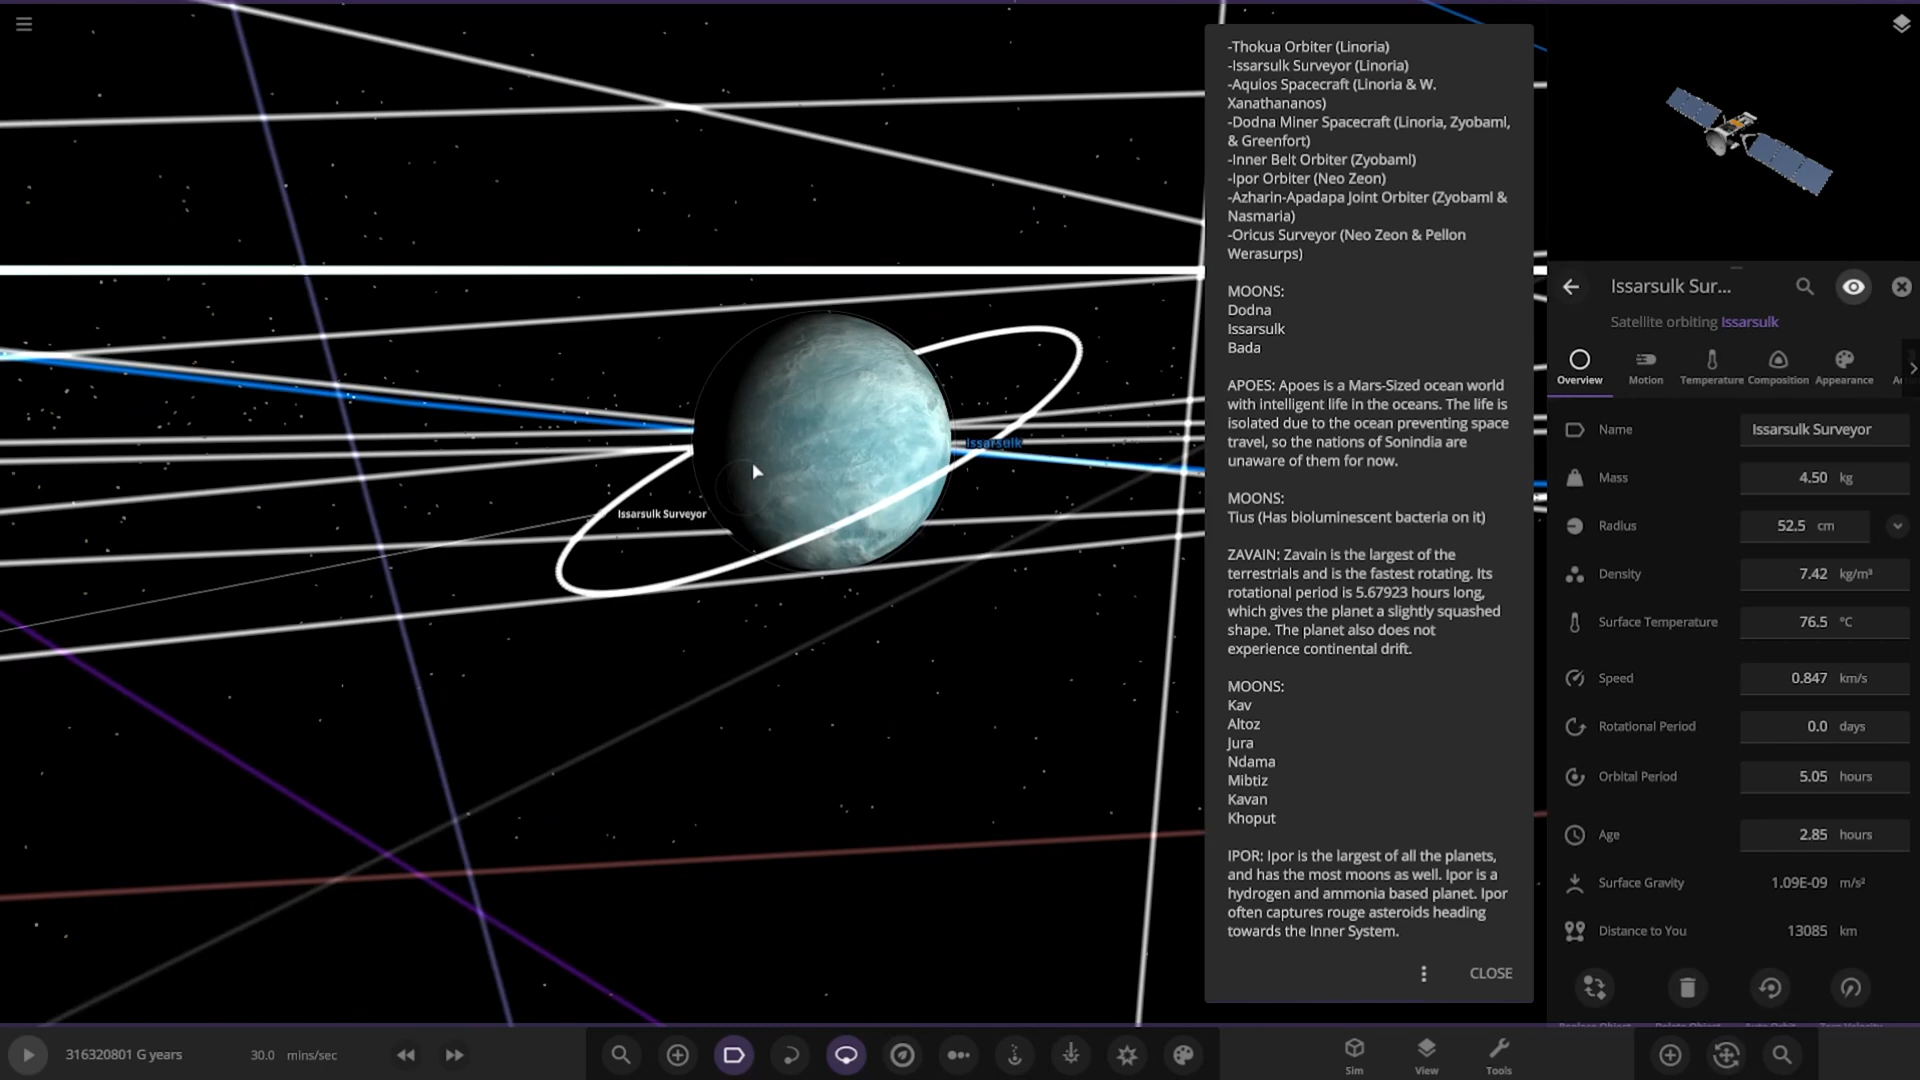 -Thokua Orbiter (Linoria)
-Issarsulk Surveyor (Linoria)
-Aquios Spacecraft (Linoria & W.
Xanathananos)
-Dodna Miner Spacecraft (Linoria, Zyobaml,
& Greenfort)
-Inner Belt Orbiter (Zyobaml)
-Ipor Orbiter (Neo Zeon)
-Azharin-Apadapa Joint Orbiter (Zyobaml &
Nasmaria)
-Oricus Surveyor (Neo Zeon & Pellon
Werasurps)
MOONS:
Dodna
Issarsulk
Bada
APOES: Apoes is a Mars-Sized ocean world
with intelligent life in the oceans. The life is
isolated due to the ocean preventing space
travel, so the nations of Sonindia are
unaware of them for now.
MOONS:
Tius (Has bioluminescent bacteria on it)
ZAVAIN: Zavain is the largest of the
terrestrials and is the fastest rotating. Its
rotational period is 5.67923 hours long,
which gives the planet a slightly squashed
shape. The planet also does not
experience continental drift.
MOONS:
Kav
Altoz
Jura
Ndama
Mibtiz
Kavan
Khoput
IPOR: Ipor is the largest of all the planets,
and has the most moons as well. Ipor is a
hydrogen and ammonia based planet. Ipor
often captures rouge asteroids heading
towards the Inner System.
CLOSE
Issarsulk
Issarsulk Surveyor
Issarsulk Sur...
Satellite orbiting Issarsulk
Overview Motion Temperature Composition Appearance
Name Issarsulk Surveyor
Mass 4.50 kg
Radius 52.5 cm
Density 7.42 kg/m³
Surface Temperature 76.5 °C
Speed 0.847 km/s
Rotational Period 0.0 days
Orbital Period 5.05 hours
Age 2.85 hours
Surface Gravity 1.09E-09 m/s²
Distance to You 13085 km
316320801 G years 30.0 mins/sec
Sim View Tools